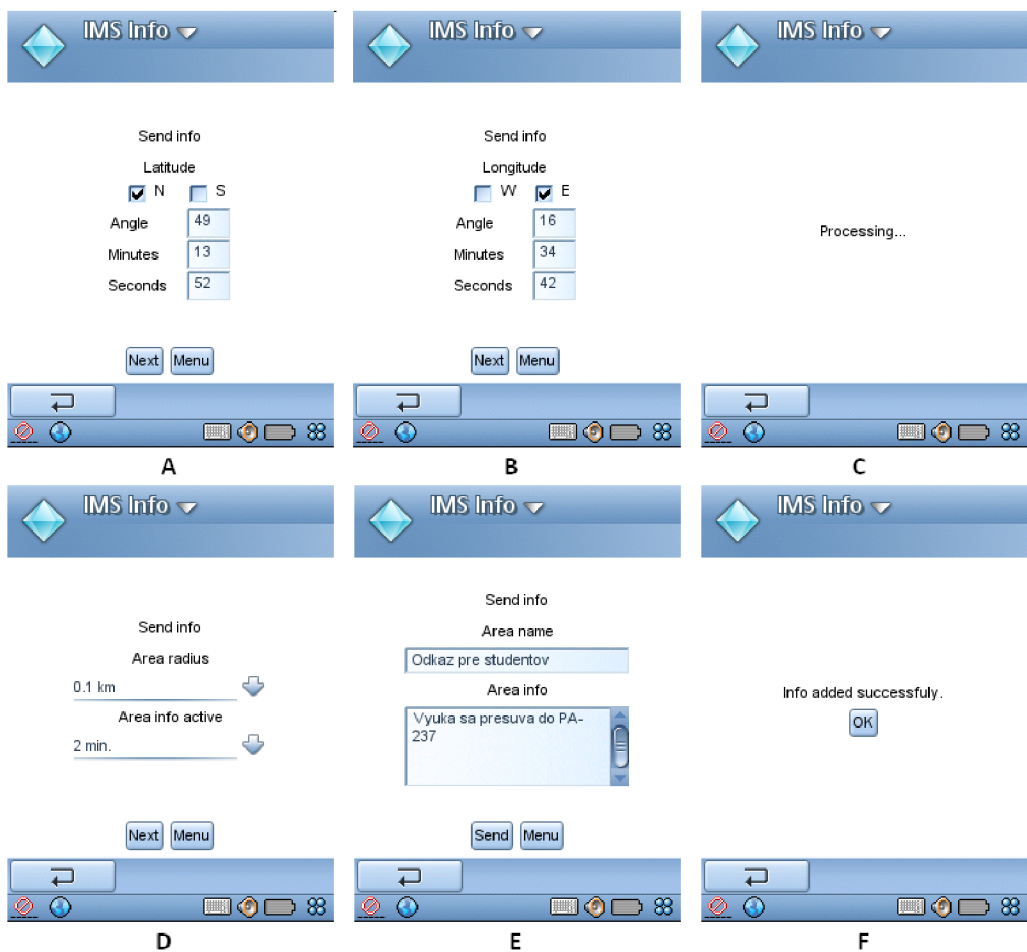 IMS Info
Send info
Latitude
N S
Angle 49
Minutes 13
Seconds 52
Next Menu
A
IMS Info
Send info
Longitude
W E
Angle 16
Minutes 34
Seconds 42
Next Menu
B
IMS Info
Processing...
C
IMS Info
Send info
Area radius
0.1 km
Area info active
2 min.
Next Menu
D
IMS Info
Send info
Area name
Odkaz pre studentov
Area info
Vyuka sa presuva do PA-
237
Send Menu
E
IMS Info
Info added successfuly.
OK
F